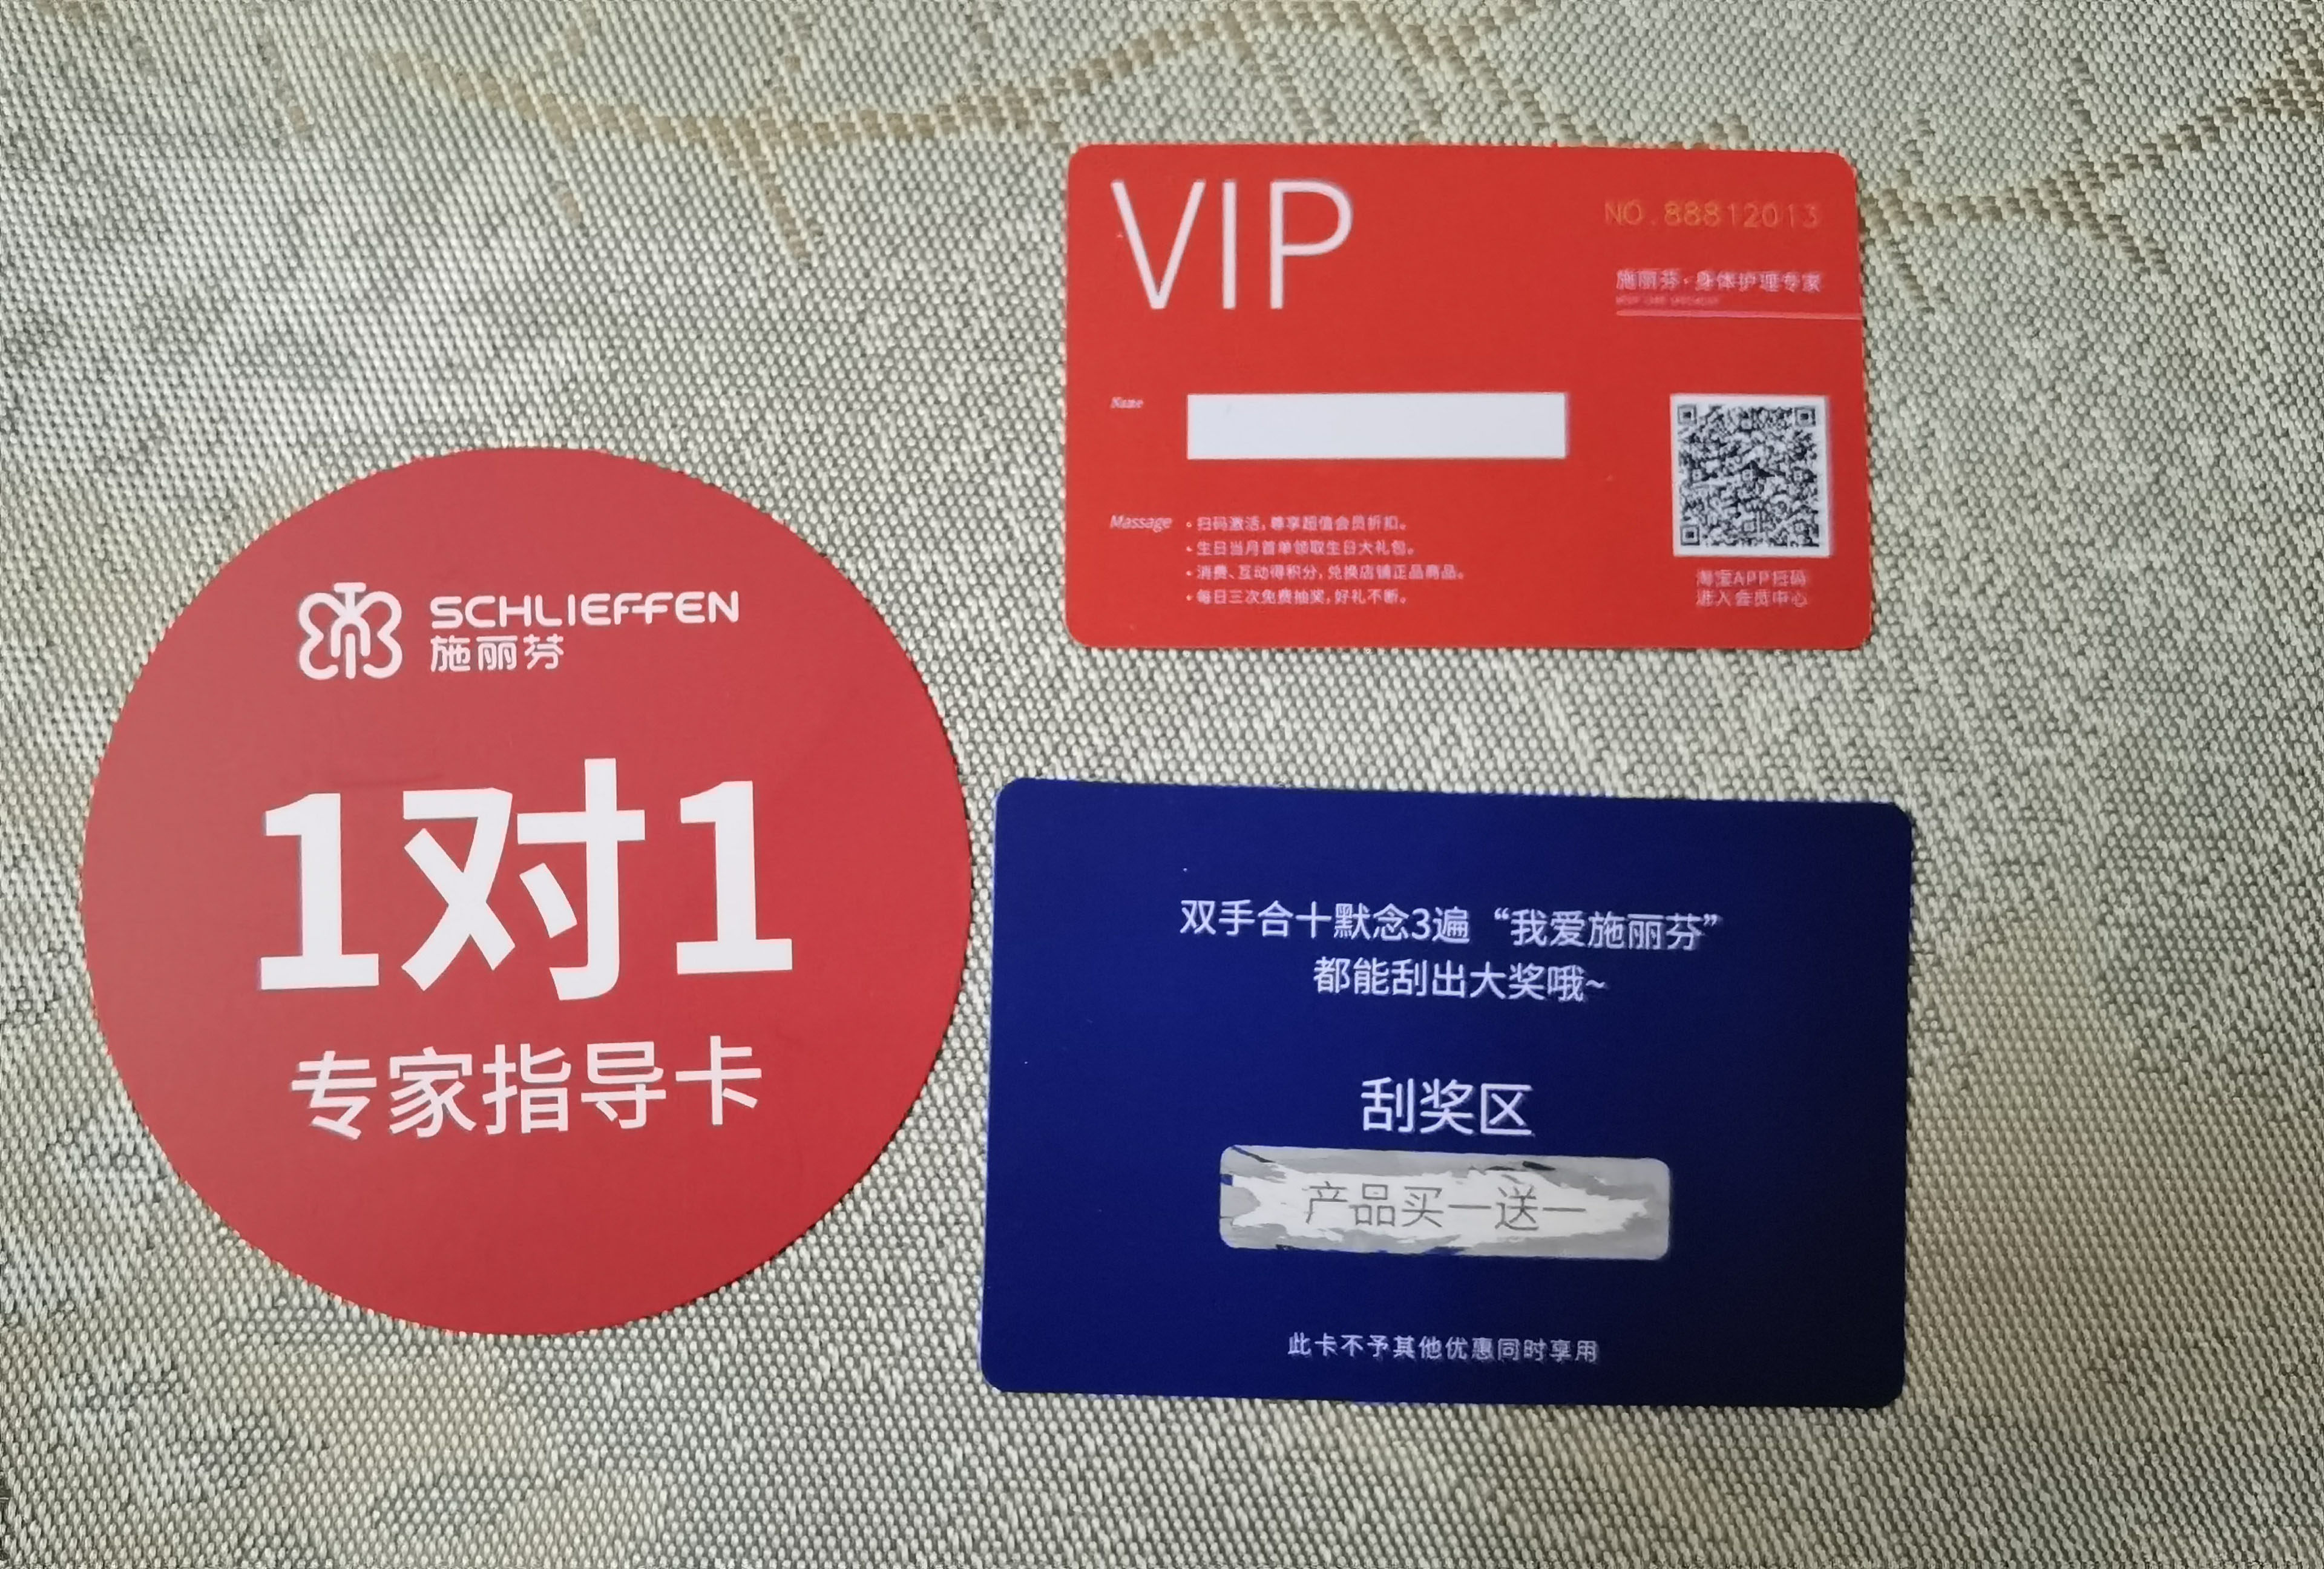 SCHLIEFFEN
施丽芬
1对1
专家指导卡
VIP
NO.88812013
施丽芬·身体护理专家
Name
Massage
• 扫码激活，尊享超值会员折扣。
• 生日当月首单领取生日大礼包。
• 消费、互动得积分，兑换店铺正品商品。
• 每日三次免费抽奖，好礼不断。
淘宝APP扫码
进入会员中心
双手合十默念3遍“我爱施丽芬”
都能刮出大奖哦~
刮奖区
产品买一送一
此卡不予其他优惠同时享用